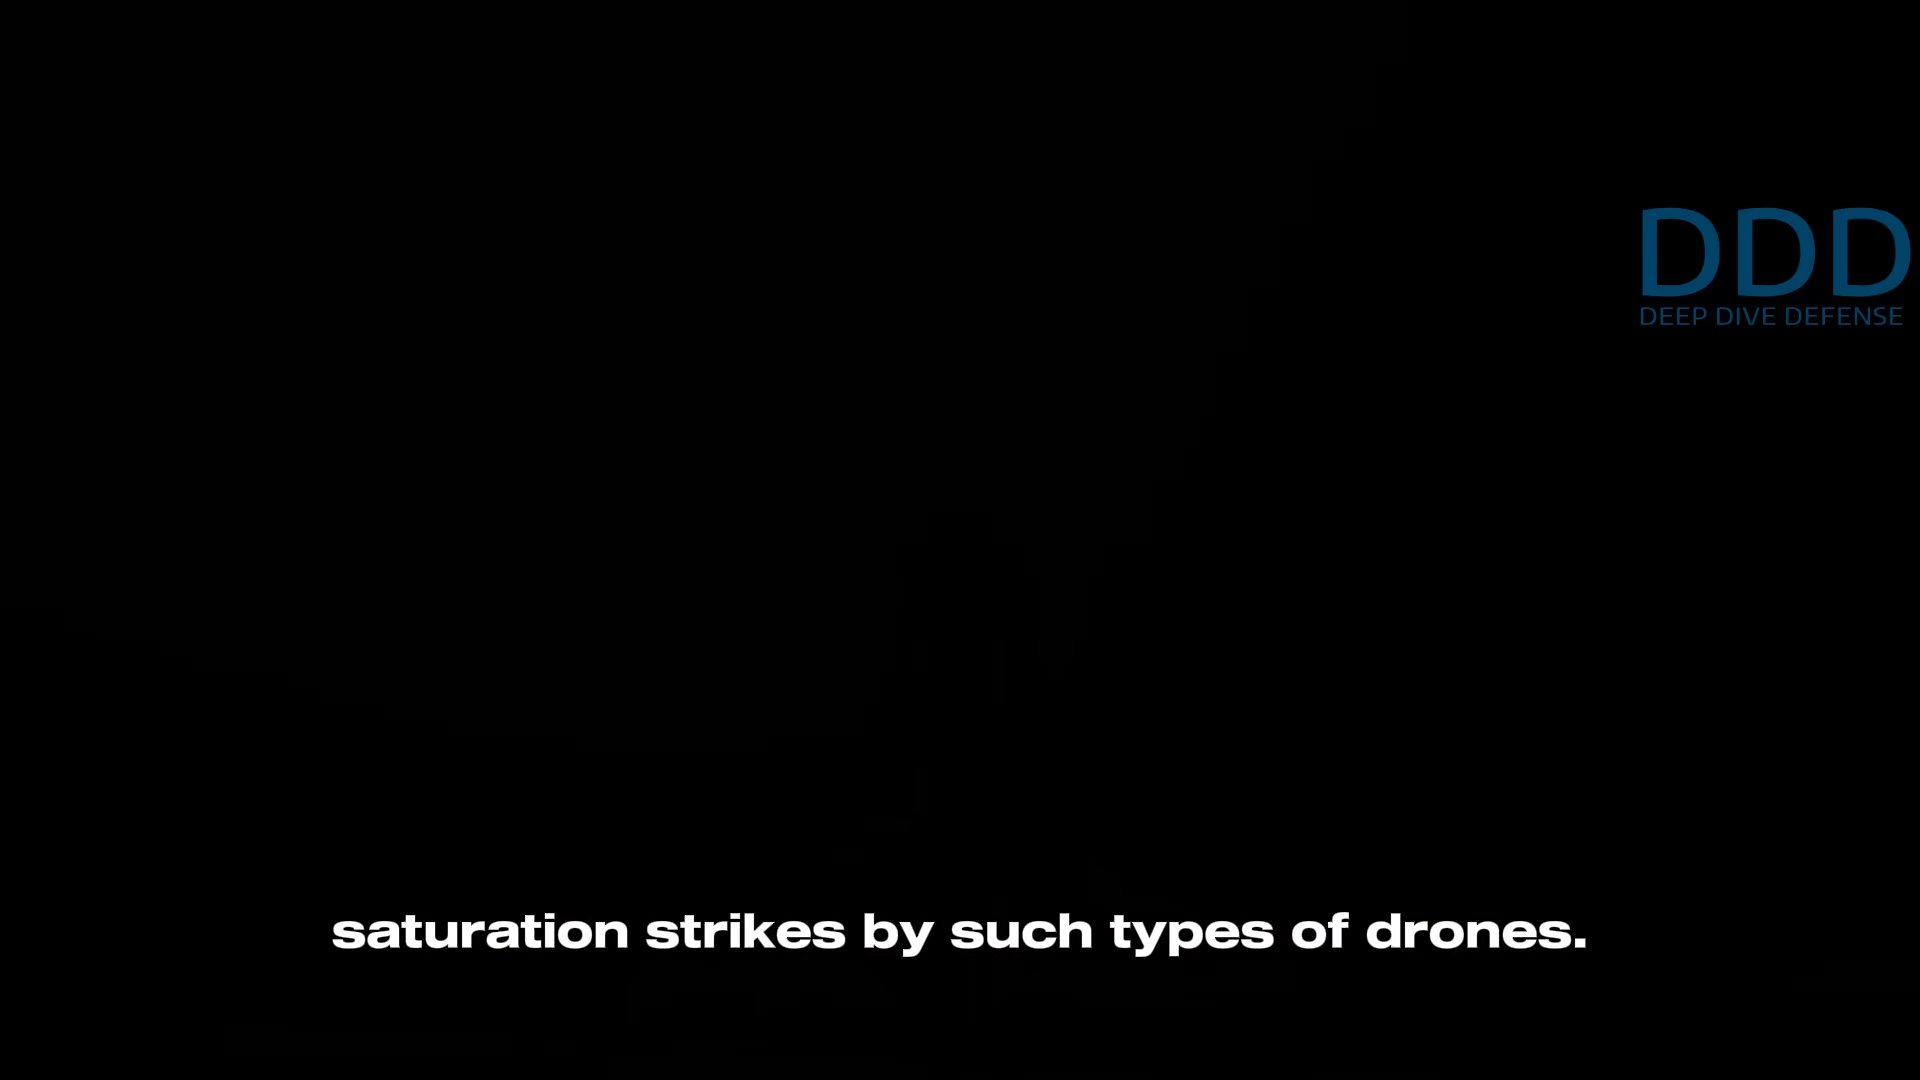 DDD
DEEP DIVE DEFENSE
saturation strikes by such types of drones.